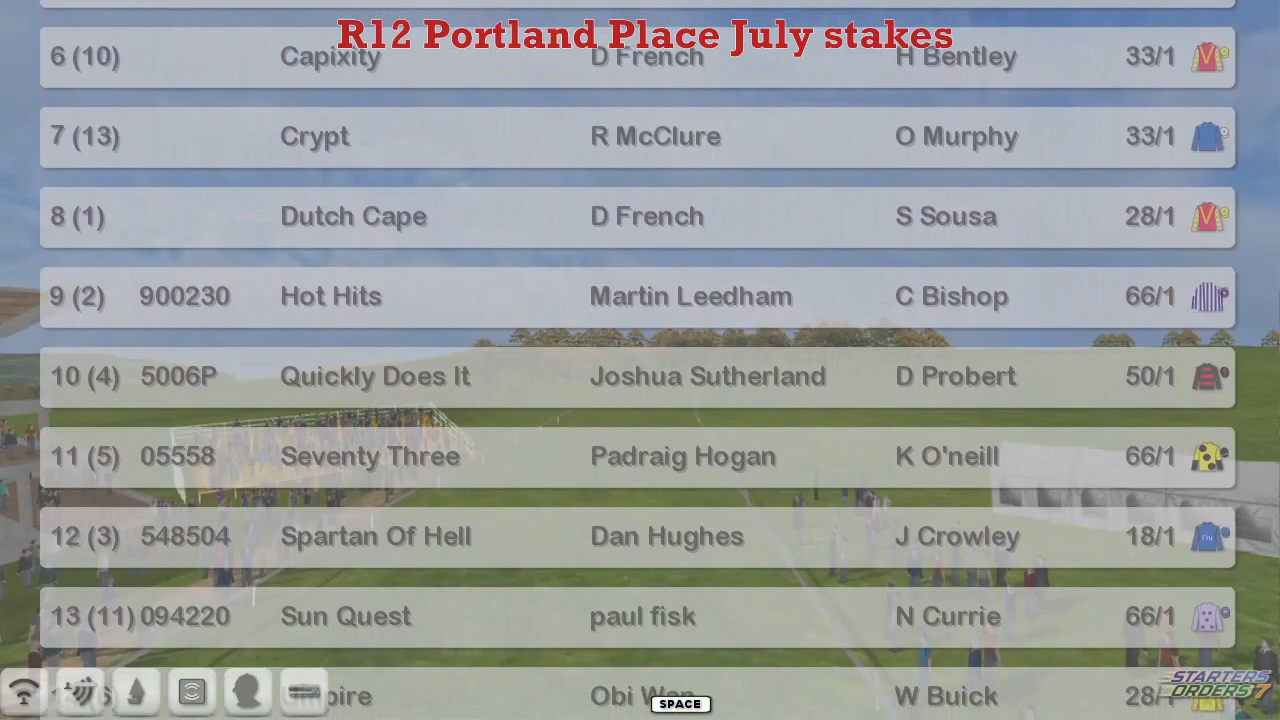 R12 Portland Place July stakes
6 (10) Capixity D French H Bentley 33/1
7 (13) Crypt R McClure O Murphy 33/1
8 (1) Dutch Cape D French S Sousa 28/1
9 (2) 900230 Hot Hits Martin Leedham C Bishop 66/1
10 (4) 5006P Quickly Does It Joshua Sutherland D Probert 50/1
11 (5) 05558 Seventy Three Padraig Hogan K O'neill 66/1
12 (3) 548504 Spartan Of Hell Dan Hughes J Crowley 18/1
13 (11) 094220 Sun Quest paul fisk N Currie 66/1
Obi Wan W Buick 28/
SPACE
STARTERS
ORDERS 7